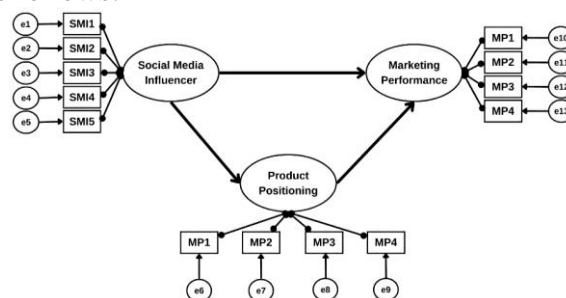 e1
SMI1
e2
SMI2
e3
SMI3
e4
SMI4
e5
SMI5
Social Media
Influencer
Marketing
Performance
MP1
e10
MP2
e11
MP3
e12
MP4
e13
Product
Positioning
MP1
MP2
MP3
MP4
e6
e7
e8
e9